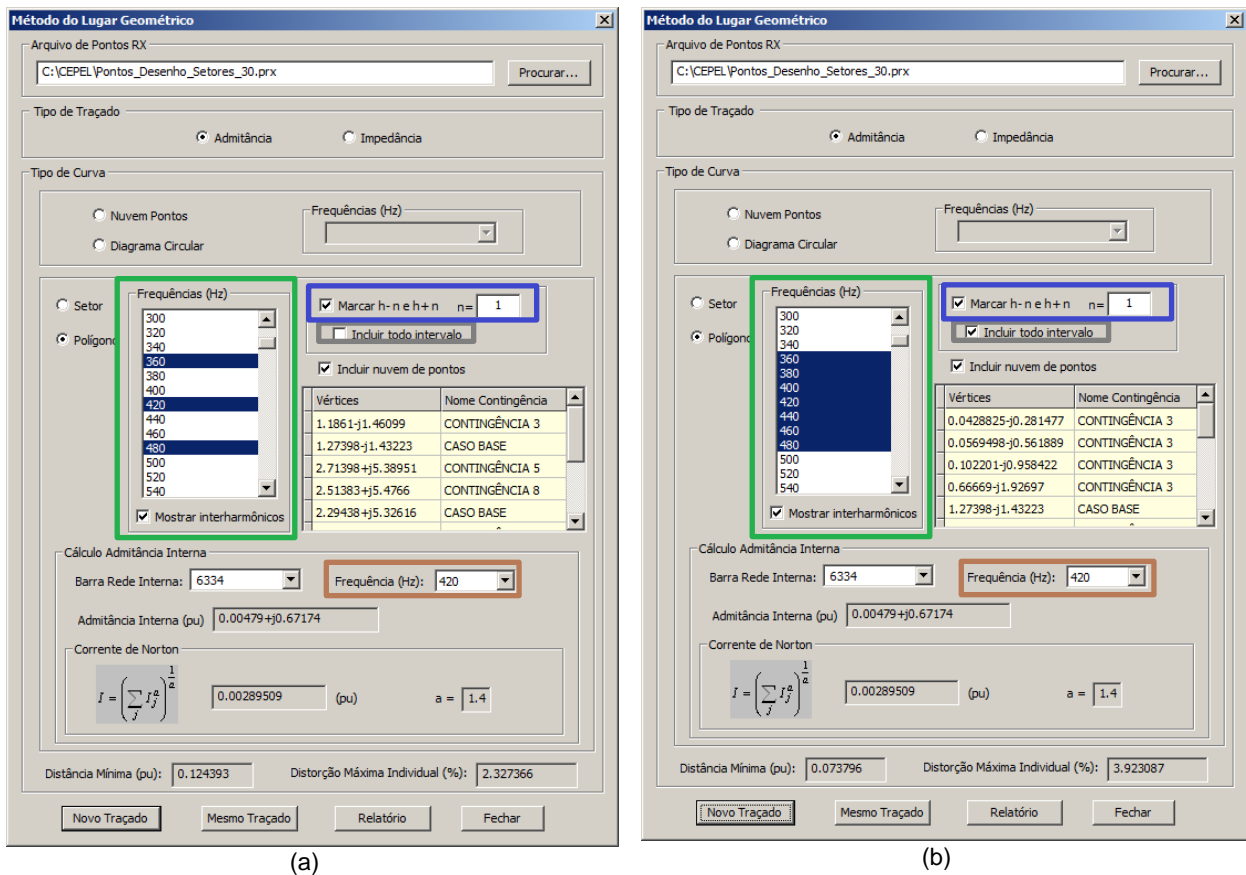 Método do Lugar Geométrico
Arquivo de Pontos RX
C:\CEPEL\Pontos_Desenho_Setores_30.prx
Procurar...
Tipo de Traçado
Admitância
Impedância
Tipo de Curva
Nuvem Pontos
Diagrama Circular
Frequências (Hz)
Setor
Polígono
Frequências (Hz)
300
320
340
360
380
400
420
440
460
480
500
520
540
Mostrar interharmônicos
Marcar h- n e h+ n n= 1
Incluir todo intervalo
Incluir nuvem de pontos
Vértices Nome Contingência
1.1861-j1.46099 CONTINGÊNCIA 3
1.27398-j1.43223 CASO BASE
2.71398+j5.38951 CONTINGÊNCIA 5
2.51383+j5.4766 CONTINGÊNCIA 8
2.29438+j5.32616 CASO BASE
Cálculo Admitância Interna
Barra Rede Interna: 6334 Frequência (Hz): 420
Admitância Interna (pu) 0.00479+j0.67174
Corrente de Norton
I = (∑_j I_j^a)^(1/a) 0.00289509 (pu) a = 1.4
Distância Mínima (pu): 0.124393 Distorção Máxima Individual (%): 2.327366
Novo Traçado Mesmo Traçado Relatório Fechar
(a)
Método do Lugar Geométrico
Arquivo de Pontos RX
C:\CEPEL\Pontos_Desenho_Setores_30.prx
Procurar...
Tipo de Traçado
Admitância
Impedância
Tipo de Curva
Nuvem Pontos
Diagrama Circular
Frequências (Hz)
Setor
Polígono
Frequências (Hz)
300
320
340
360
380
400
420
440
460
480
500
520
540
Mostrar interharmônicos
Marcar h- n e h+ n n= 1
Incluir todo intervalo
Incluir nuvem de pontos
Vértices Nome Contingência
0.0428825-j0.281477 CONTINGÊNCIA 3
0.0569498-j0.561889 CONTINGÊNCIA 3
0.102201-j0.958422 CONTINGÊNCIA 3
0.66669-j1.92697 CONTINGÊNCIA 3
1.27398-j1.43223 CASO BASE
Cálculo Admitância Interna
Barra Rede Interna: 6334 Frequência (Hz): 420
Admitância Interna (pu) 0.00479+j0.67174
Corrente de Norton
I = (∑_j I_j^a)^(1/a) 0.00289509 (pu) a = 1.4
Distância Mínima (pu): 0.073796 Distorção Máxima Individual (%): 3.923087
Novo Traçado Mesmo Traçado Relatório Fechar
(b)